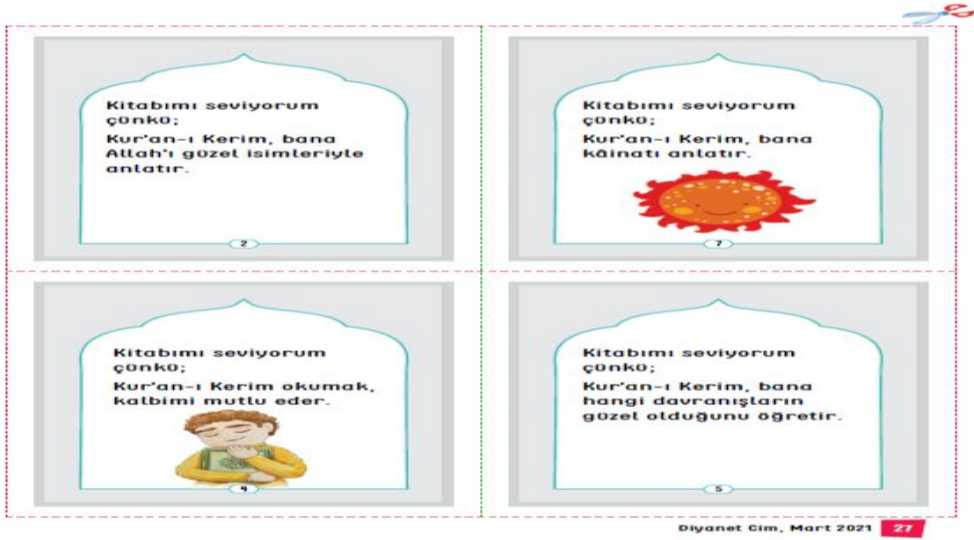 Kitabımı seviyorum
çünkü;
Kur'an-ı Kerim, bana
Allah'ı güzel isimleriyle
anlatır.
2
Kitabımı seviyorum
çünkü;
Kur'an-ı Kerim, bana
kâinatı anlatır.
7
Kitabımı seviyorum
çünkü;
Kur'an-ı Kerim okumak,
kalbimi mutlu eder.
4
Kitabımı seviyorum
çünkü;
Kur'an-ı Kerim, bana
hangi davranışların
güzel olduğunu öğretir.
5
Diyanet Cim, Mart 2021 27